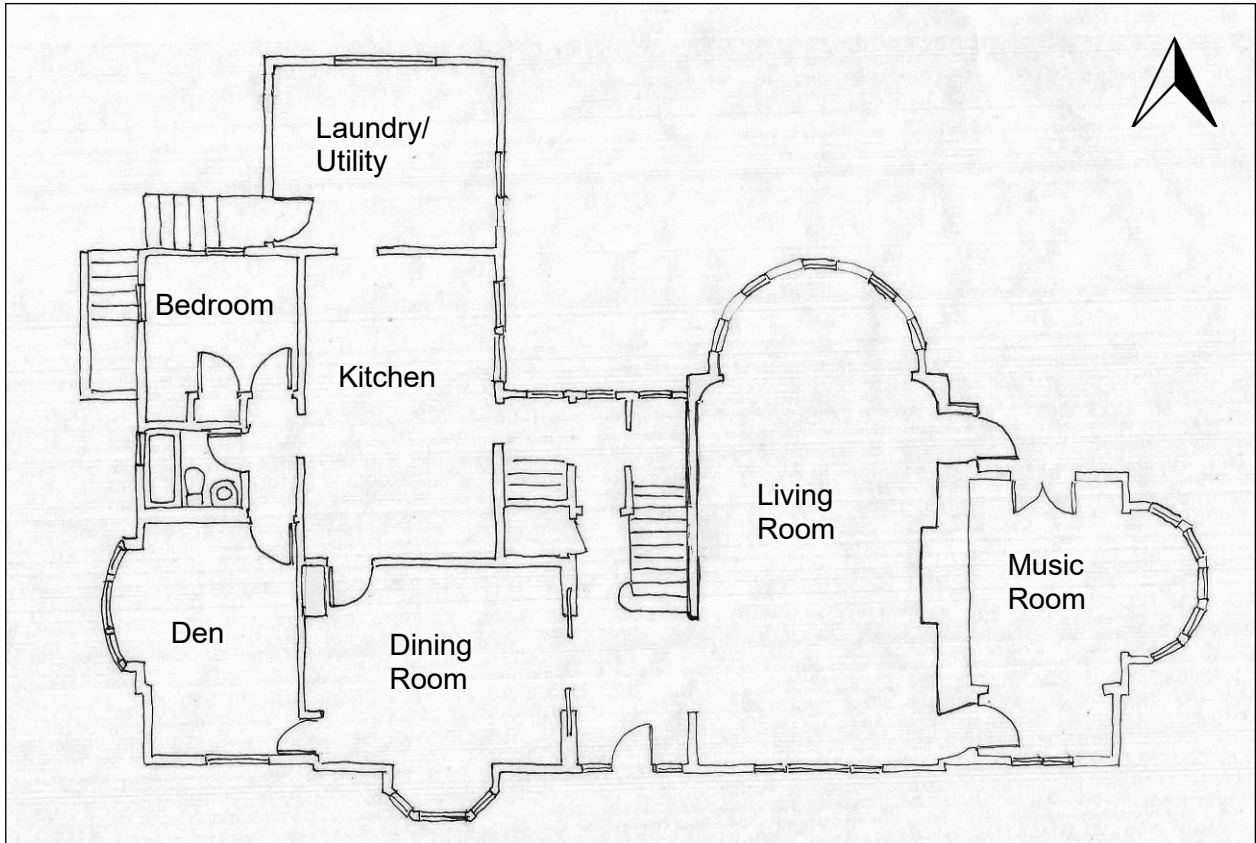 Laundry/
Utility
Bedroom
Kitchen
Living
Room
Music
Room
Den
Dining
Room